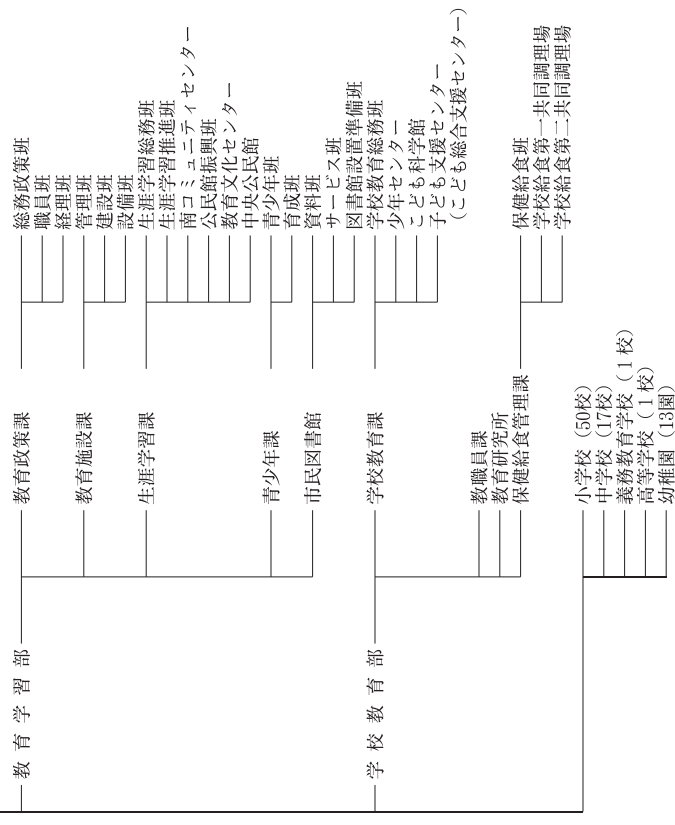 教育学習部
教育政策課
総務政策班
職員班
経理班
教育施設課
管理班
建設班
設備班
生涯学習課
生涯学習総務班
生涯学習推進班
南コミュニティセンター
公民館振興班
教育文化センター
中央公民館
青少年課
青少年班
育成班
市民図書館
資料班
サービス班
図書館設置準備班
学校教育部
学校教育課
学校教育総務班
少年センター
こども科学館
子ども支援センター
（こども総合支援センター）
教職員課
教育研究所
保健給食管理課
保健給食班
学校給食第一共同調理場
学校給食第二共同調理場
小学校（50校）
中学校（17校）
義務教育学校（１校）
高等学校（１校）
幼稚園（13園）